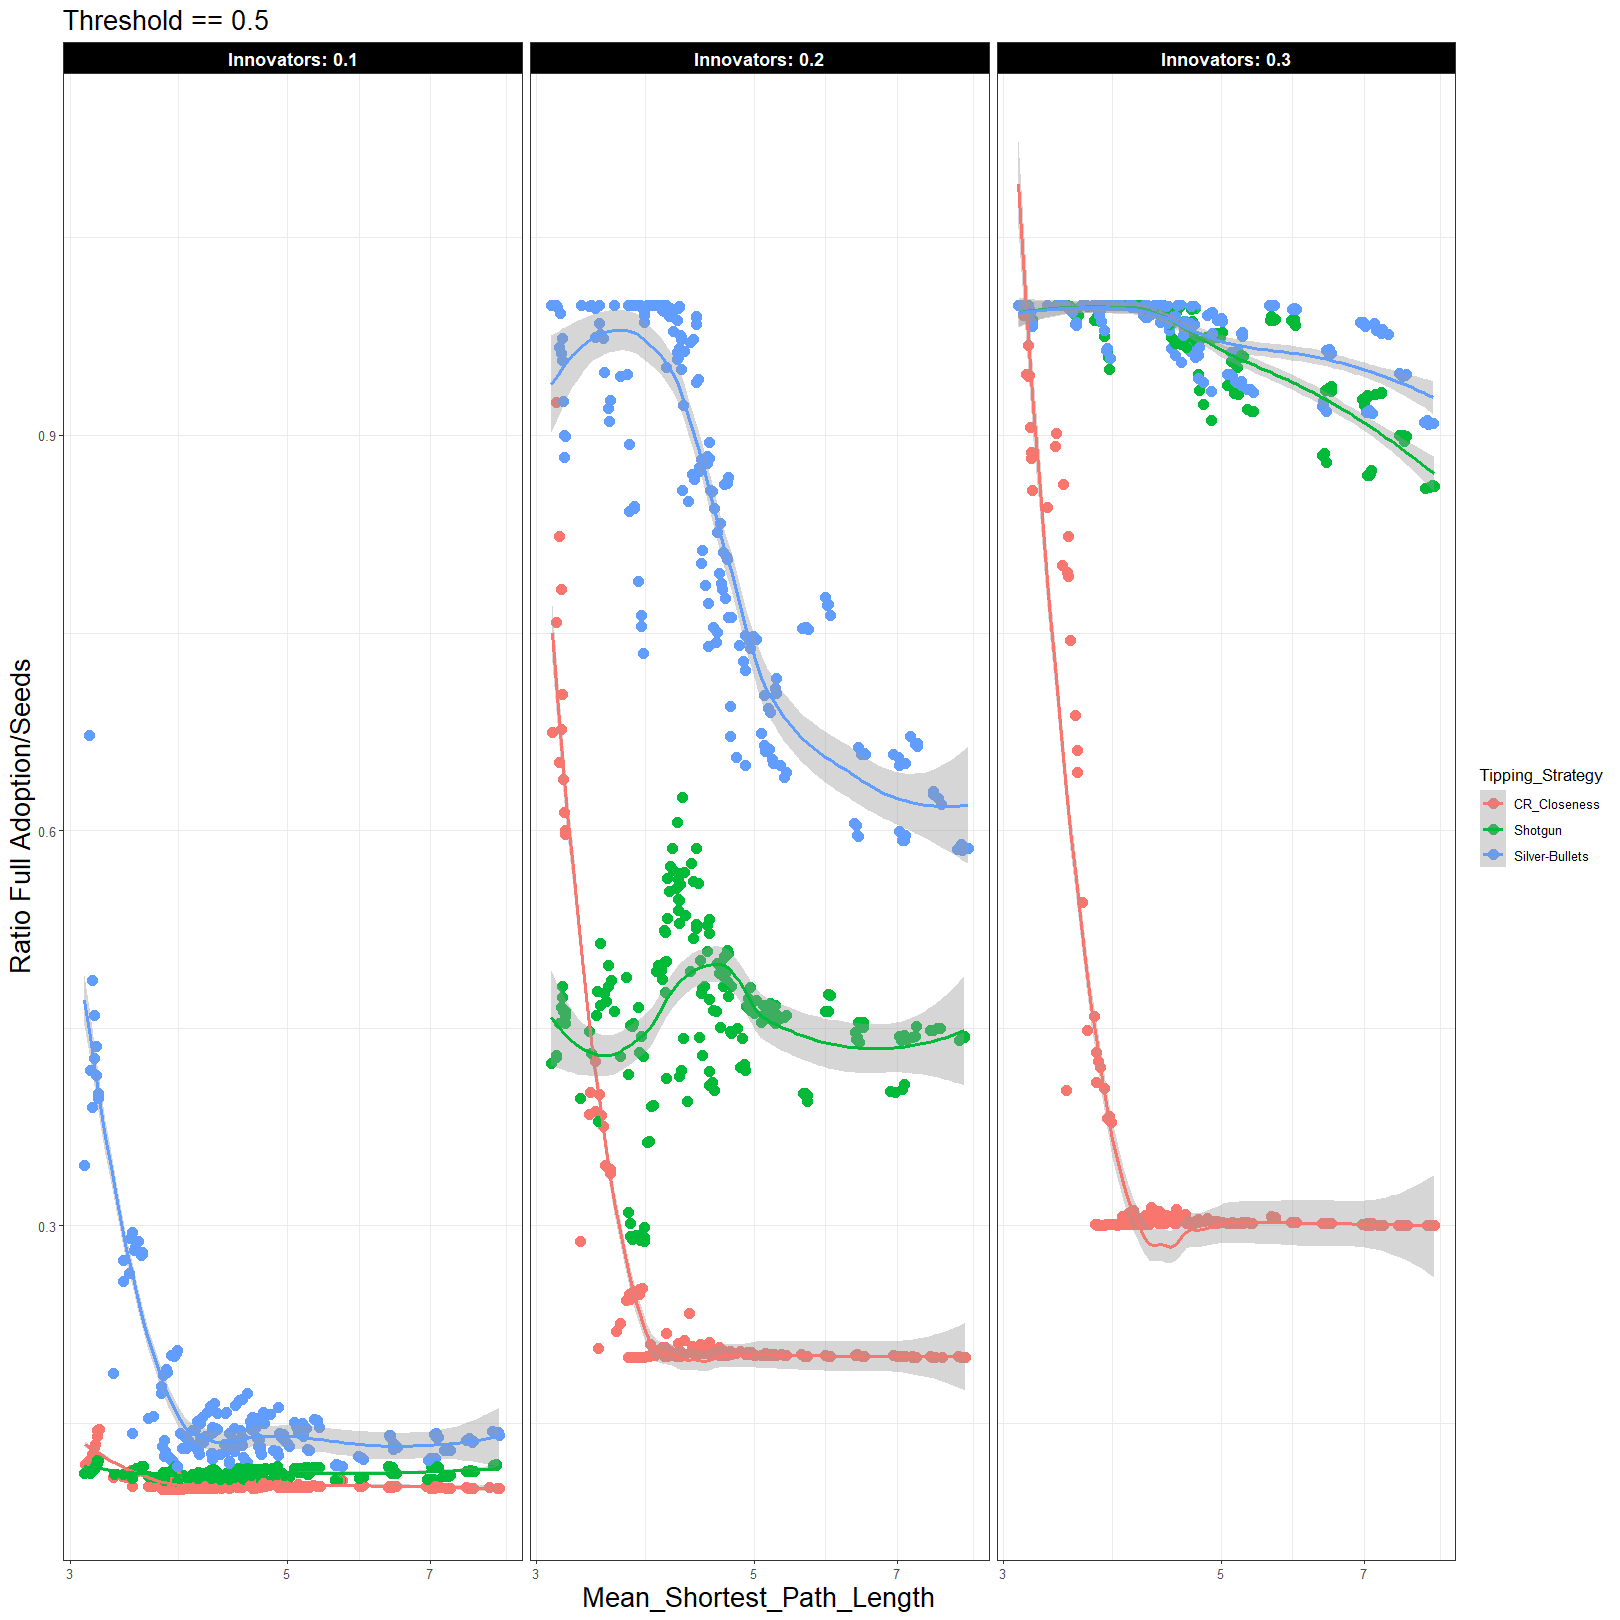 Threshold == 0.5
Innovators: 0.1
Innovators: 0.2
Innovators: 0.3
Ratio Full Adoption/Seeds
0.9
0.6
0.3
3
5
7
3
5
7
3
5
7
Mean_Shortest_Path_Length
Tipping_Strategy
CR_Closeness
Shotgun
Silver-Bullets